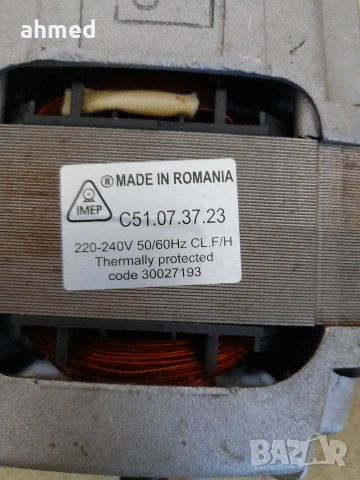 ahmed
® MADE IN ROMANIA
IMEP
C51.07.37.23
220-240V 50/60Hz CL.F/H
Thermally protected
code 30027193
BAZAR